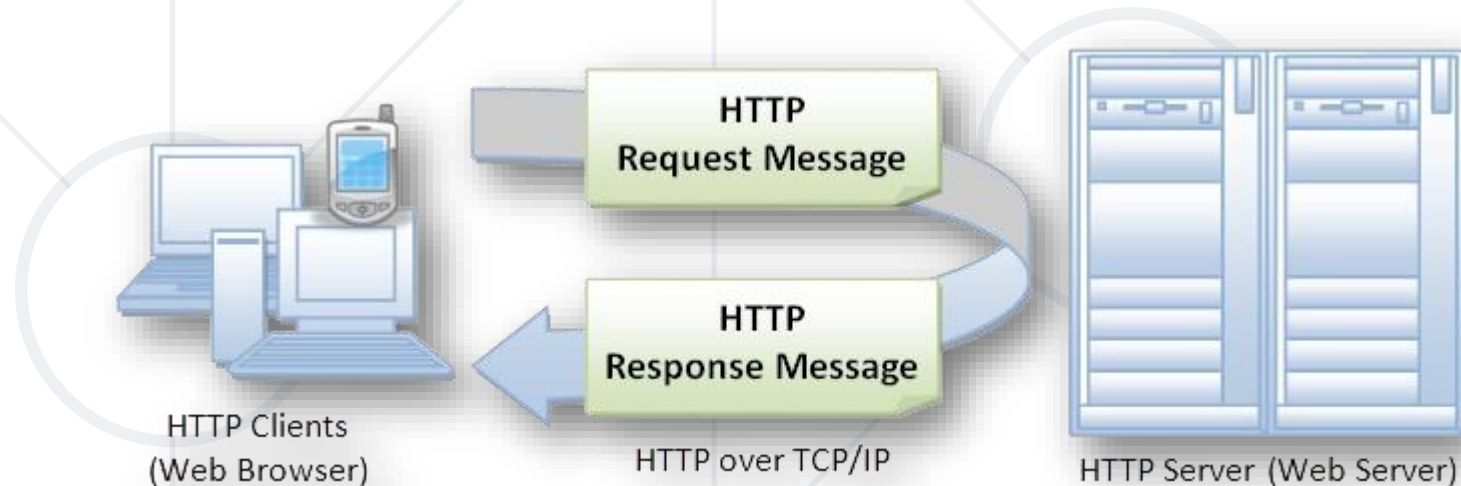 HTTP
Request Message
HTTP
Response Message
HTTP Clients
(Web Browser)
HTTP over TCP/IP
HTTP Server (Web Server)